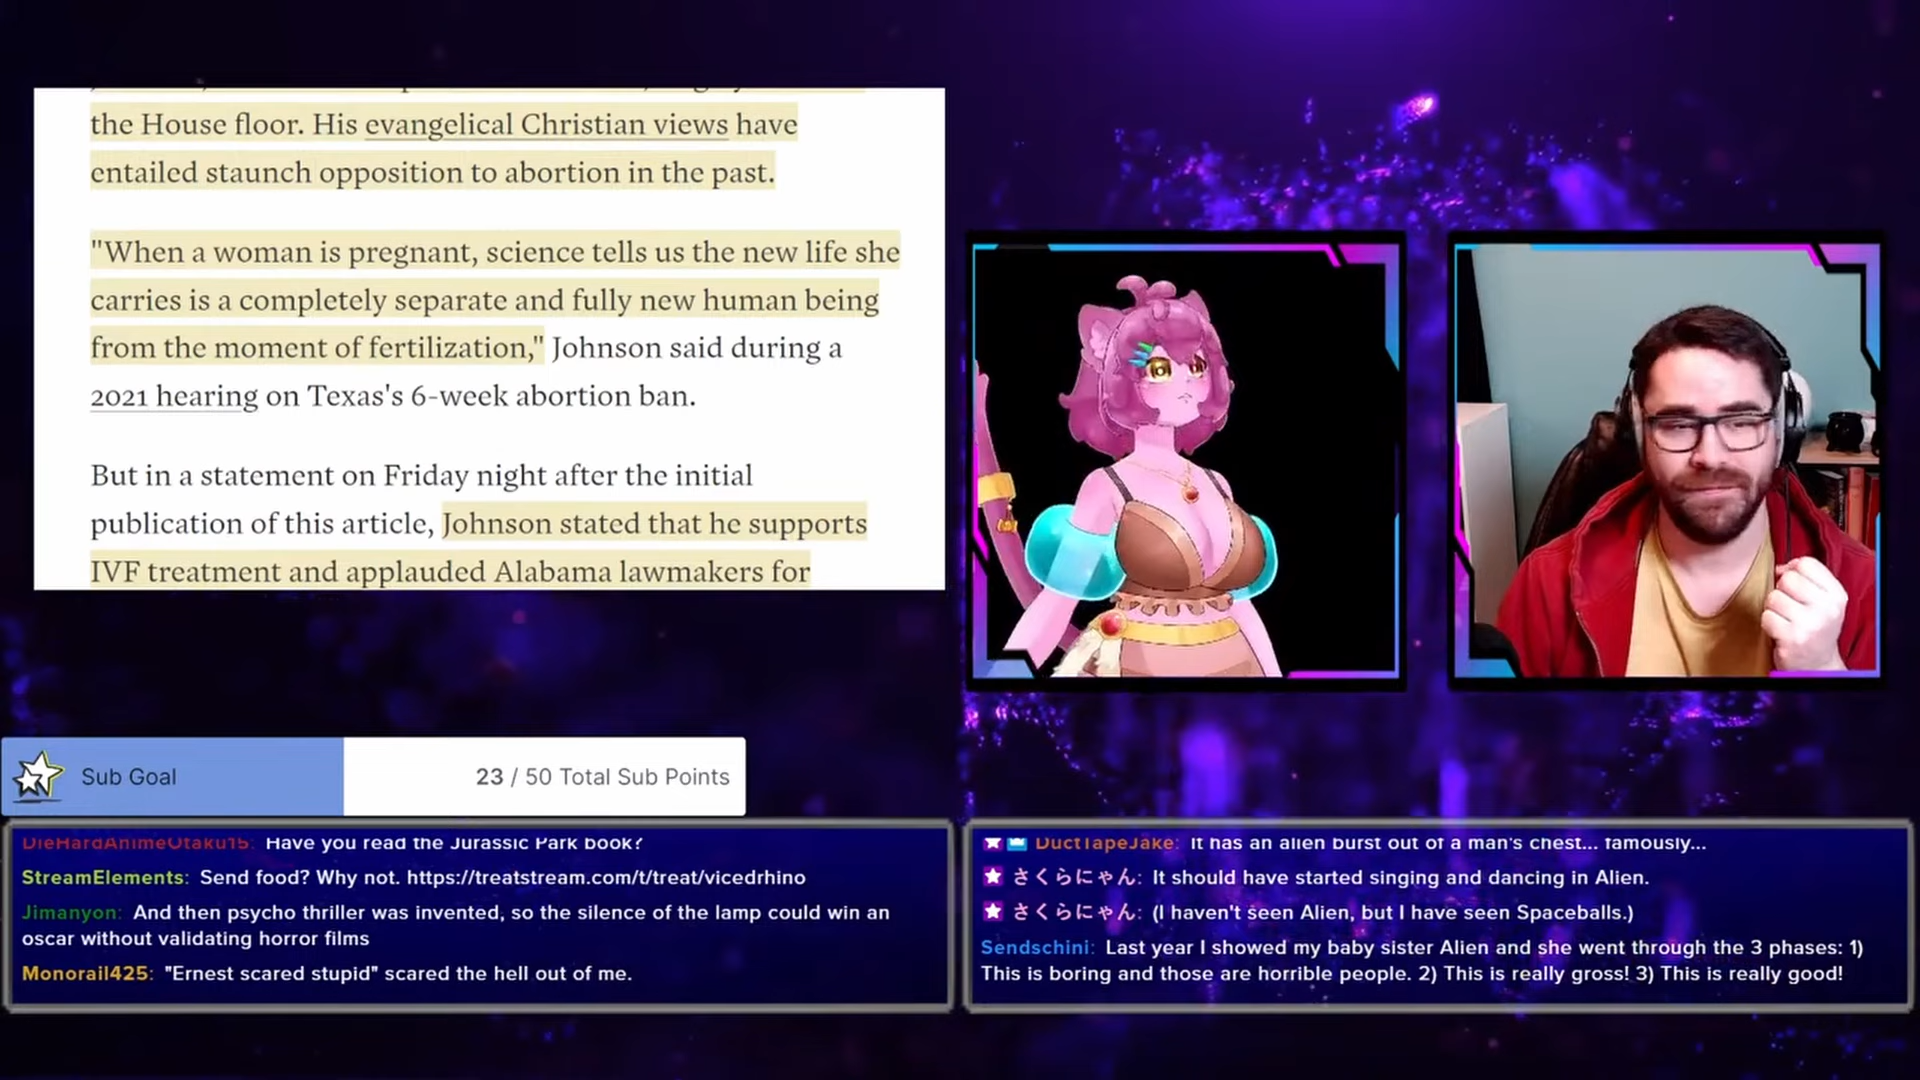 the House floor. His evangelical Christian views have
entailed staunch opposition to abortion in the past.
"When a woman is pregnant, science tells us the new life she
carries is a completely separate and fully new human being
from the moment of fertilization," Johnson said during a
2021 hearing on Texas's 6-week abortion ban.
But in a statement on Friday night after the initial
publication of this article, Johnson stated that he supports
IVF treatment and applauded Alabama lawmakers for
Sub Goal 23 / 50 Total Sub Points
DieHardAnimeOtaku15: Have you read the Jurassic Park book?
StreamElements: Send food? Why not. https://treatstream.com/t/treat/vicedrhino
Jimanyon: And then psycho thriller was invented, so the silence of the lamp could win an
oscar without validating horror films
Monorail425: "Ernest scared stupid" scared the hell out of me.
DuctTapeJake: It has an alien burst out of a man's chest... famously...
さくらにゃん: It should have started singing and dancing in Alien.
さくらにゃん: (I haven't seen Alien, but I have seen Spaceballs.)
Sendschini: Last year I showed my baby sister Alien and she went through the 3 phases: 1)
This is boring and those are horrible people. 2) This is really gross! 3) This is really good!